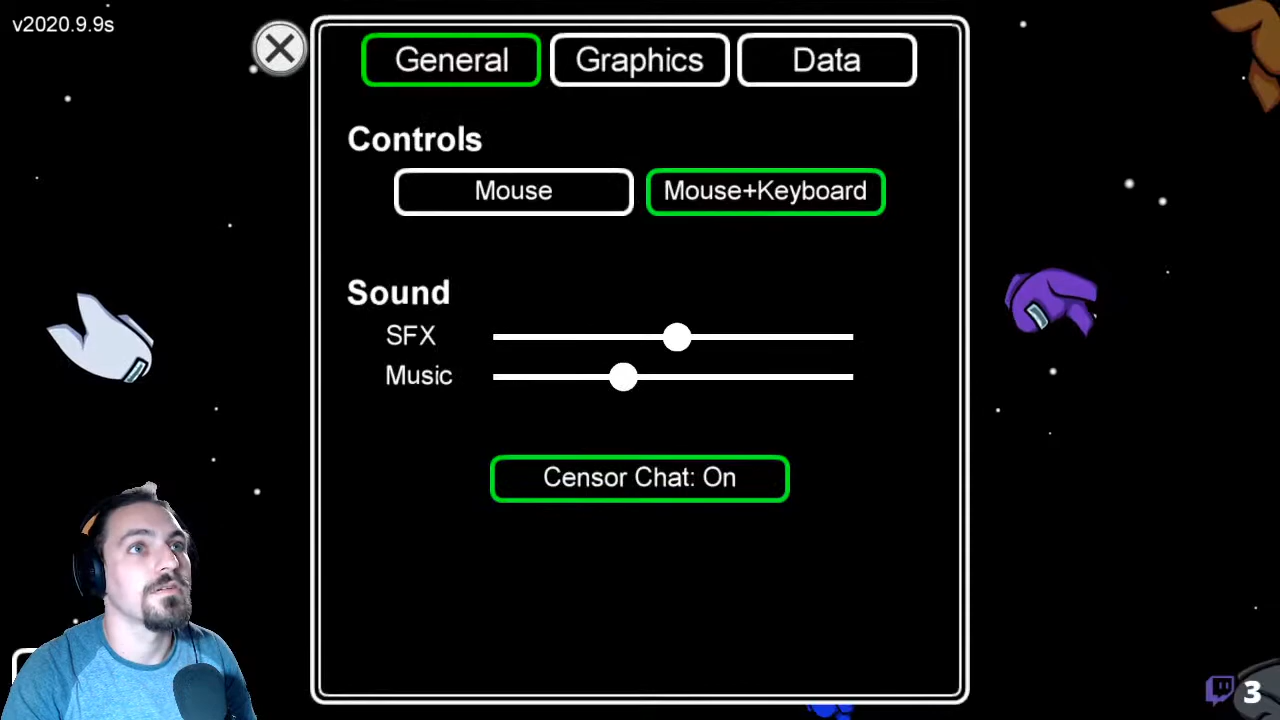 v2020.9.9s
General
Graphics
Data
Controls
Mouse
Mouse+Keyboard
Sound
SFX
Music
Censor Chat: On
3